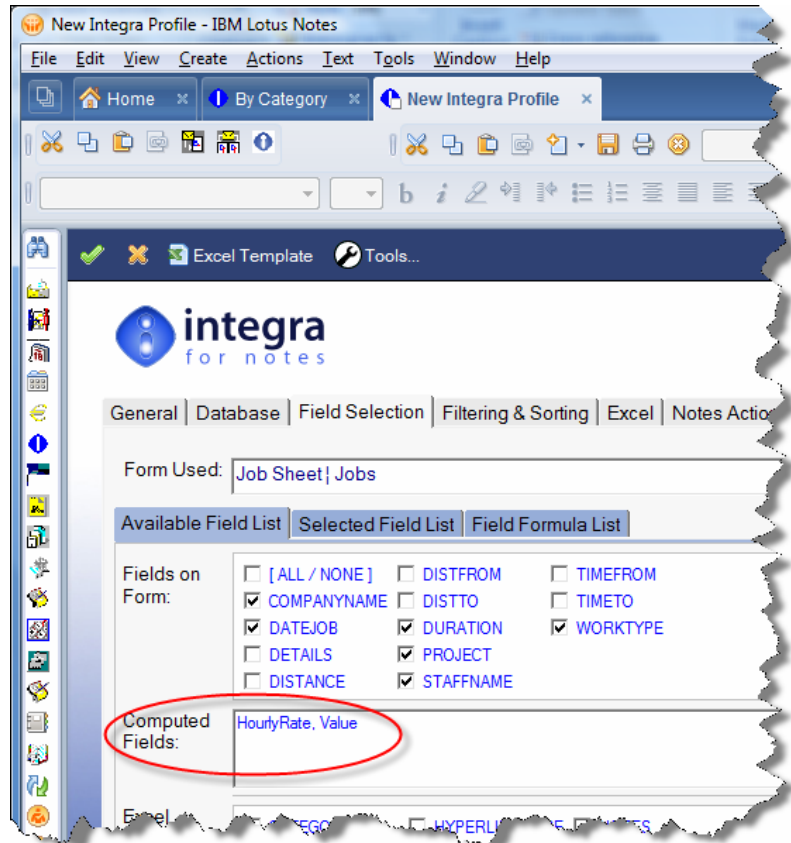 New Integra Profile - IBM Lotus Notes
File Edit View Create Actions Text Tools Window Help
Home By Category New Integra Profile
b i
Excel Template Tools...
integra
for notes
General Database Field Selection Filtering & Sorting Excel Notes Actio
Form Used: Job Sheet¦ Jobs
Available Field List Selected Field List Field Formula List
Fields on [ ALL / NONE ] DISTFROM TIMEFROM
Form: COMPANYNAME DISTTO TIMETO
DATEJOB DURATION WORKTYPE
DETAILS PROJECT
DISTANCE STAFFNAME
Computed HourlyRate, Value
Fields:
Excel